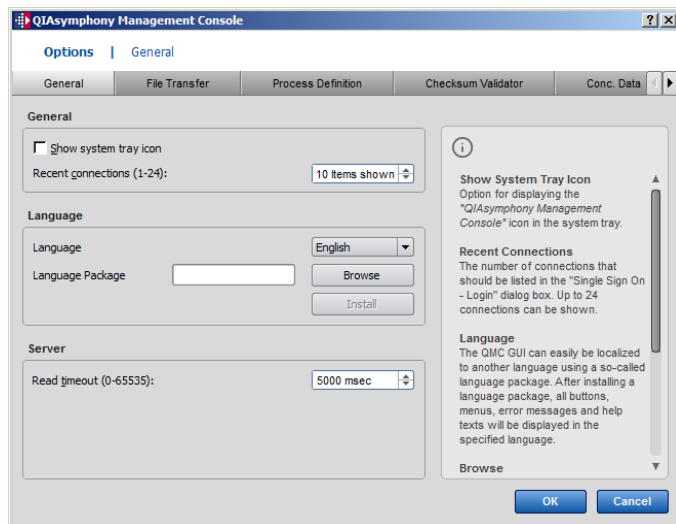 QIAsymphony Management Console
Options | General
General
File Transfer
Process Definition
Checksum Validator
Conc. Data
General
Show system tray icon
Recent connections (1-24):
10 Items shown
Language
Language
English
Language Package
Browse
Install
Server
Read timeout (0-65535):
5000 msec
Show System Tray Icon
Option for displaying the
"QIAsymphony Management
Console" icon in the system tray.
Recent Connections
The number of connections that
should be listed in the "Single Sign On
- Login" dialog box. Up to 24
connections can be shown.
Language
The QMC GUI can easily be localized
to another language using a so-called
language package. After installing a
language package, all buttons,
menus, error messages and help
texts will be displayed in the
specified language.
Browse
OK
Cancel